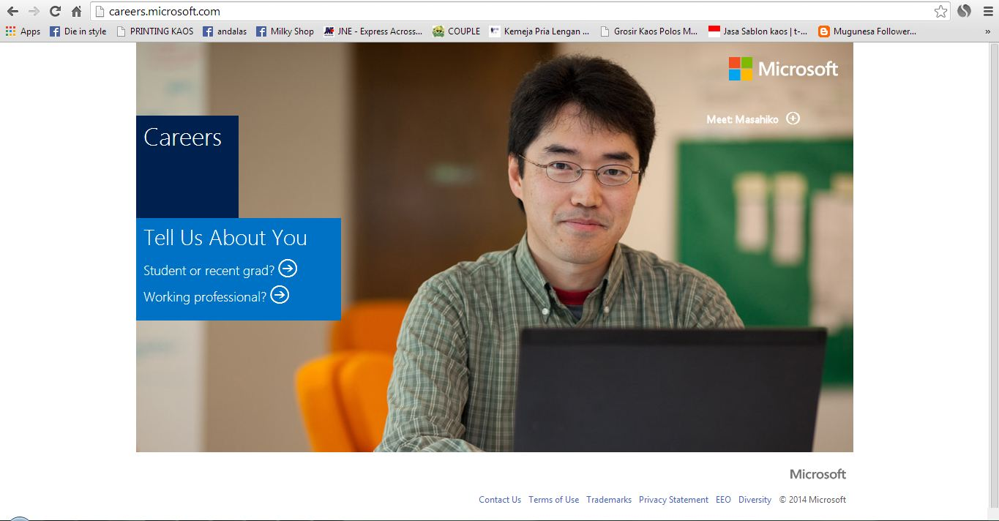 careers.microsoft.com
Apps Die in style PRINTING KAOS andalas Milky Shop JNE - Express Across... COUPLE Kemeja Pria Lengan ... Grosir Kaos Polos M... Jasa Sablon kaos | t-... Mugunesa Follower... »
Microsoft
Meet: Masahiko
Careers
Tell Us About You
Student or recent grad?
Working professional?
Microsoft
Contact Us Terms of Use Trademarks Privacy Statement EEO Diversity © 2014 Microsoft